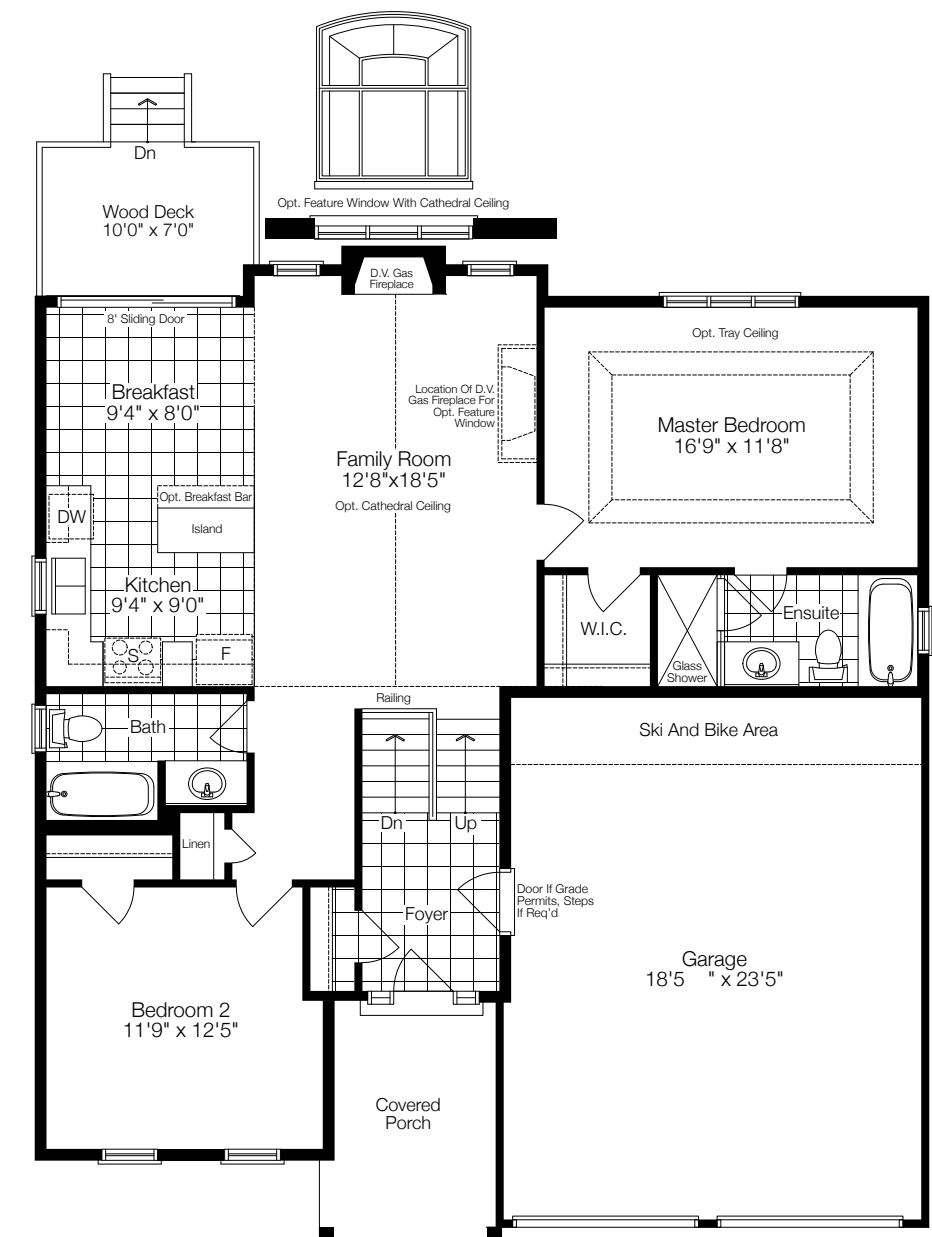 Dn
Wood Deck
10'0" x 7'0"
Opt. Feature Window With Cathedral Ceiling
D.V. Gas
Fireplace
8' Sliding Door
Opt. Tray Ceiling
Breakfast
9'4" x 8'0"
Location Of D.V.
Gas Fireplace For
Opt. Feature
Window
Master Bedroom
16'9" x 11'8"
Family Room
12'8"x18'5"
Opt. Cathedral Ceiling
Opt. Breakfast Bar
DW
Island
Kitchen
9'4" x 9'0"
S
F
W.I.C.
Ensuite
Glass
Shower
Railing
Bath
Ski And Bike Area
Dn
Up
Linen
Door If Grade
Permits, Steps
If Req'd
Foyer
Garage
18'5 " x 23'5"
Bedroom 2
11'9" x 12'5"
Covered
Porch